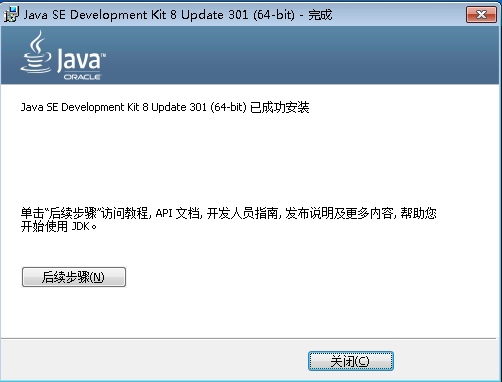 Java SE Development Kit 8 Update 301 (64-bit) - 完成
Java™
ORACLE
Java SE Development Kit 8 Update 301 (64-bit) 已成功安装
单击“后续步骤”访问教程, API 文档, 开发人员指南, 发布说明及更多内容, 帮助您
开始使用 JDK。
后续步骤(N)
关闭(C)